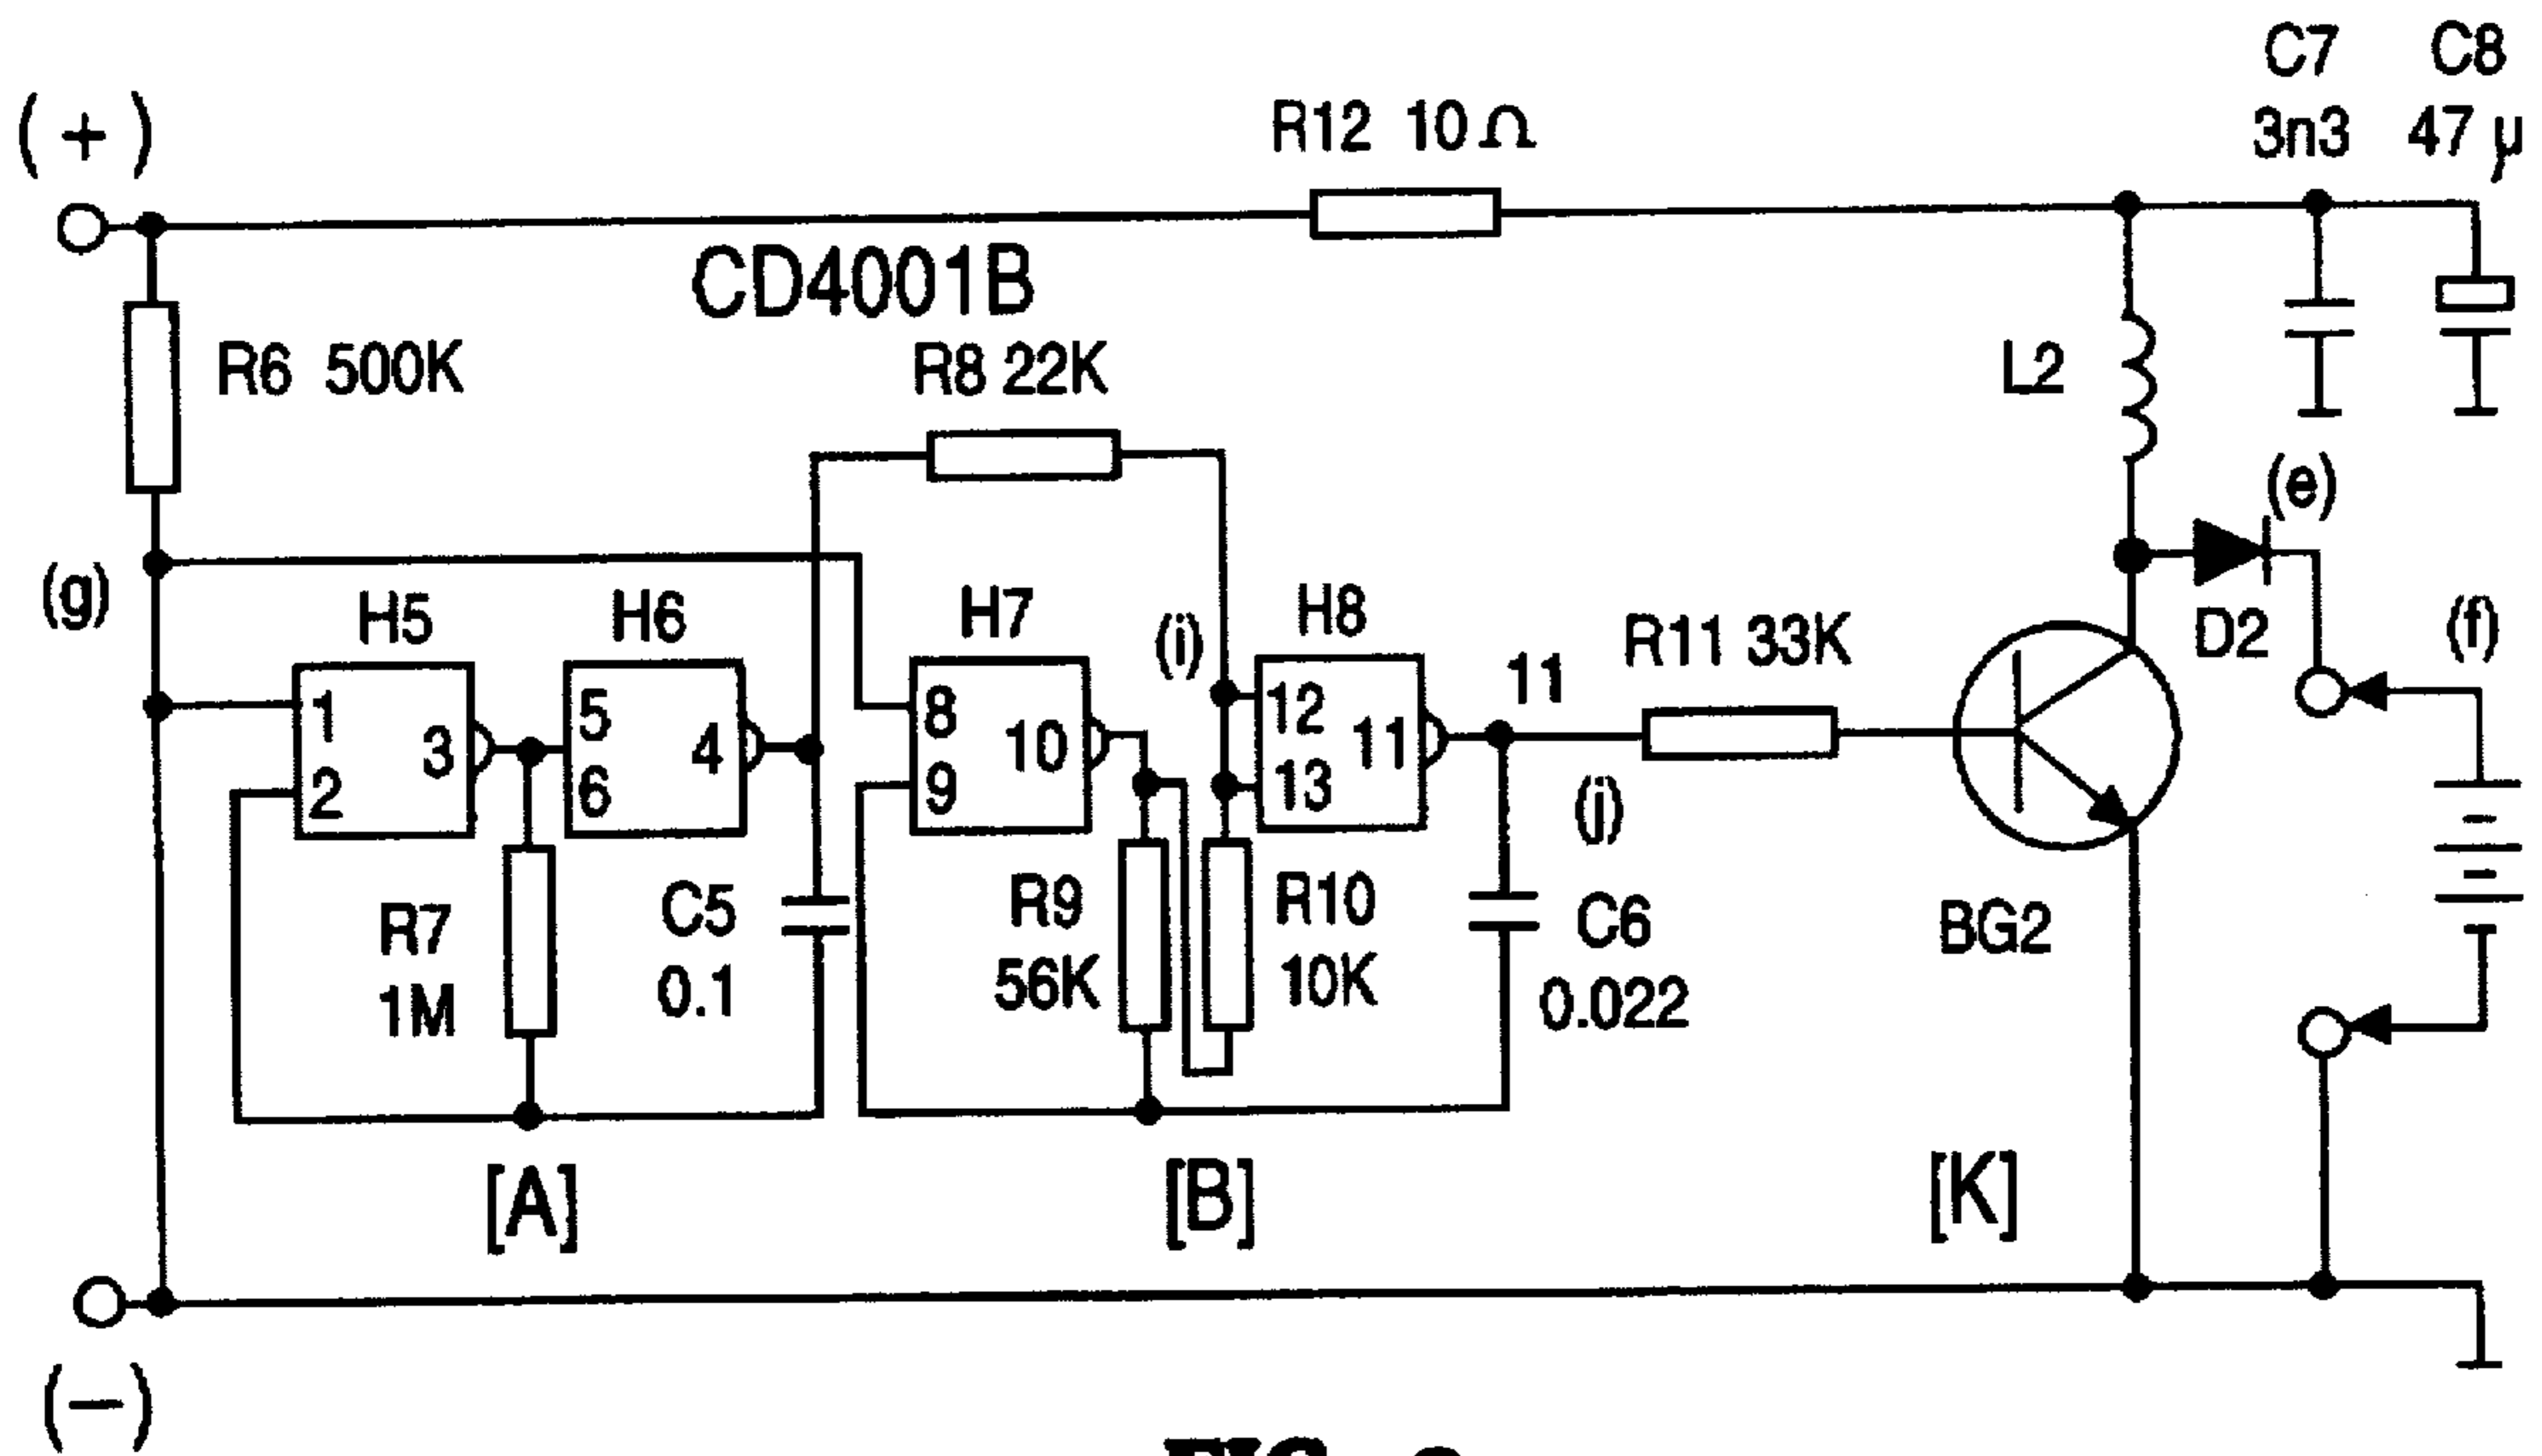 C7 C8
( + ) R12 10 Ω 3n3 47 µ
CD4001B
R6 500K R8 22K L2
(e)
(g) H5 H6 H7 (i) H8 11 R11 33K D2 (f)
1 5 8 12
3 4 10 11
2 6 9 13
(j)
R7 C5 R9 R10 C6 BG2
1M 0.1 56K 10K 0.022
[A] [B] [K]
(—)